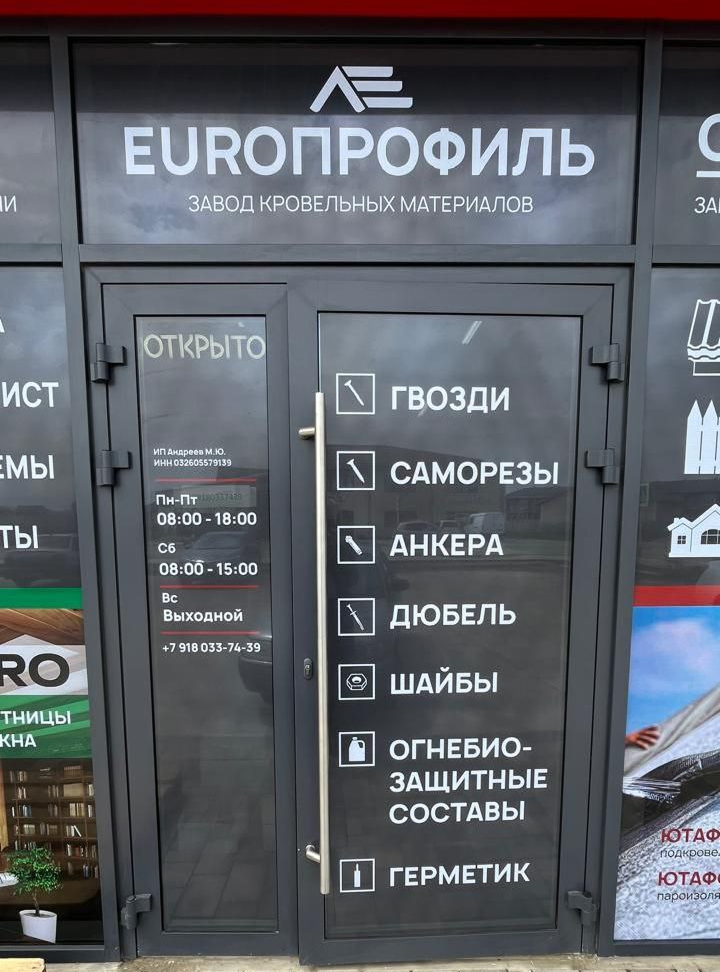 EUROПРОФИЛЬ
ЗАВОД КРОВЕЛЬНЫХ МАТЕРИАЛОВ
ОТКРЫТО
ИП Андреев М.Ю.
ИНН 032605579139
Пн-Пт
08:00 - 18:00
Сб
08:00 - 15:00
Вс
Выходной
+7 918 033-74-39
ГВОЗДИ
САМОРЕЗЫ
АНКЕРА
ДЮБЕЛЬ
ШАЙБЫ
ОГНЕБИО-
ЗАЩИТНЫЕ
СОСТАВЫ
ГЕРМЕТИК
ИСТ
ЕМЫ
ТЫ
RO
ТНИЦЫ
КНА
ЮТАФ
подкрове
ЮТАФ
пароизоля